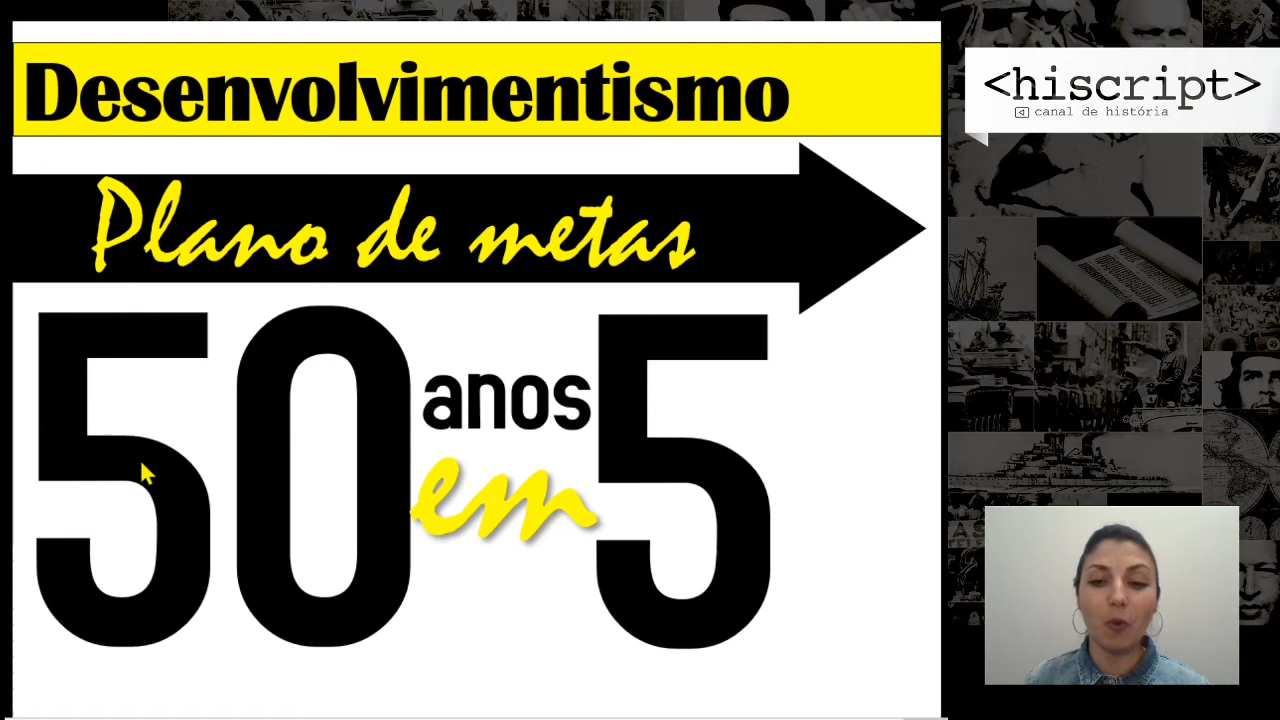 Desenvolvimentismo
Plano de metas
50 anos em 5
<hiscript>
canal de história